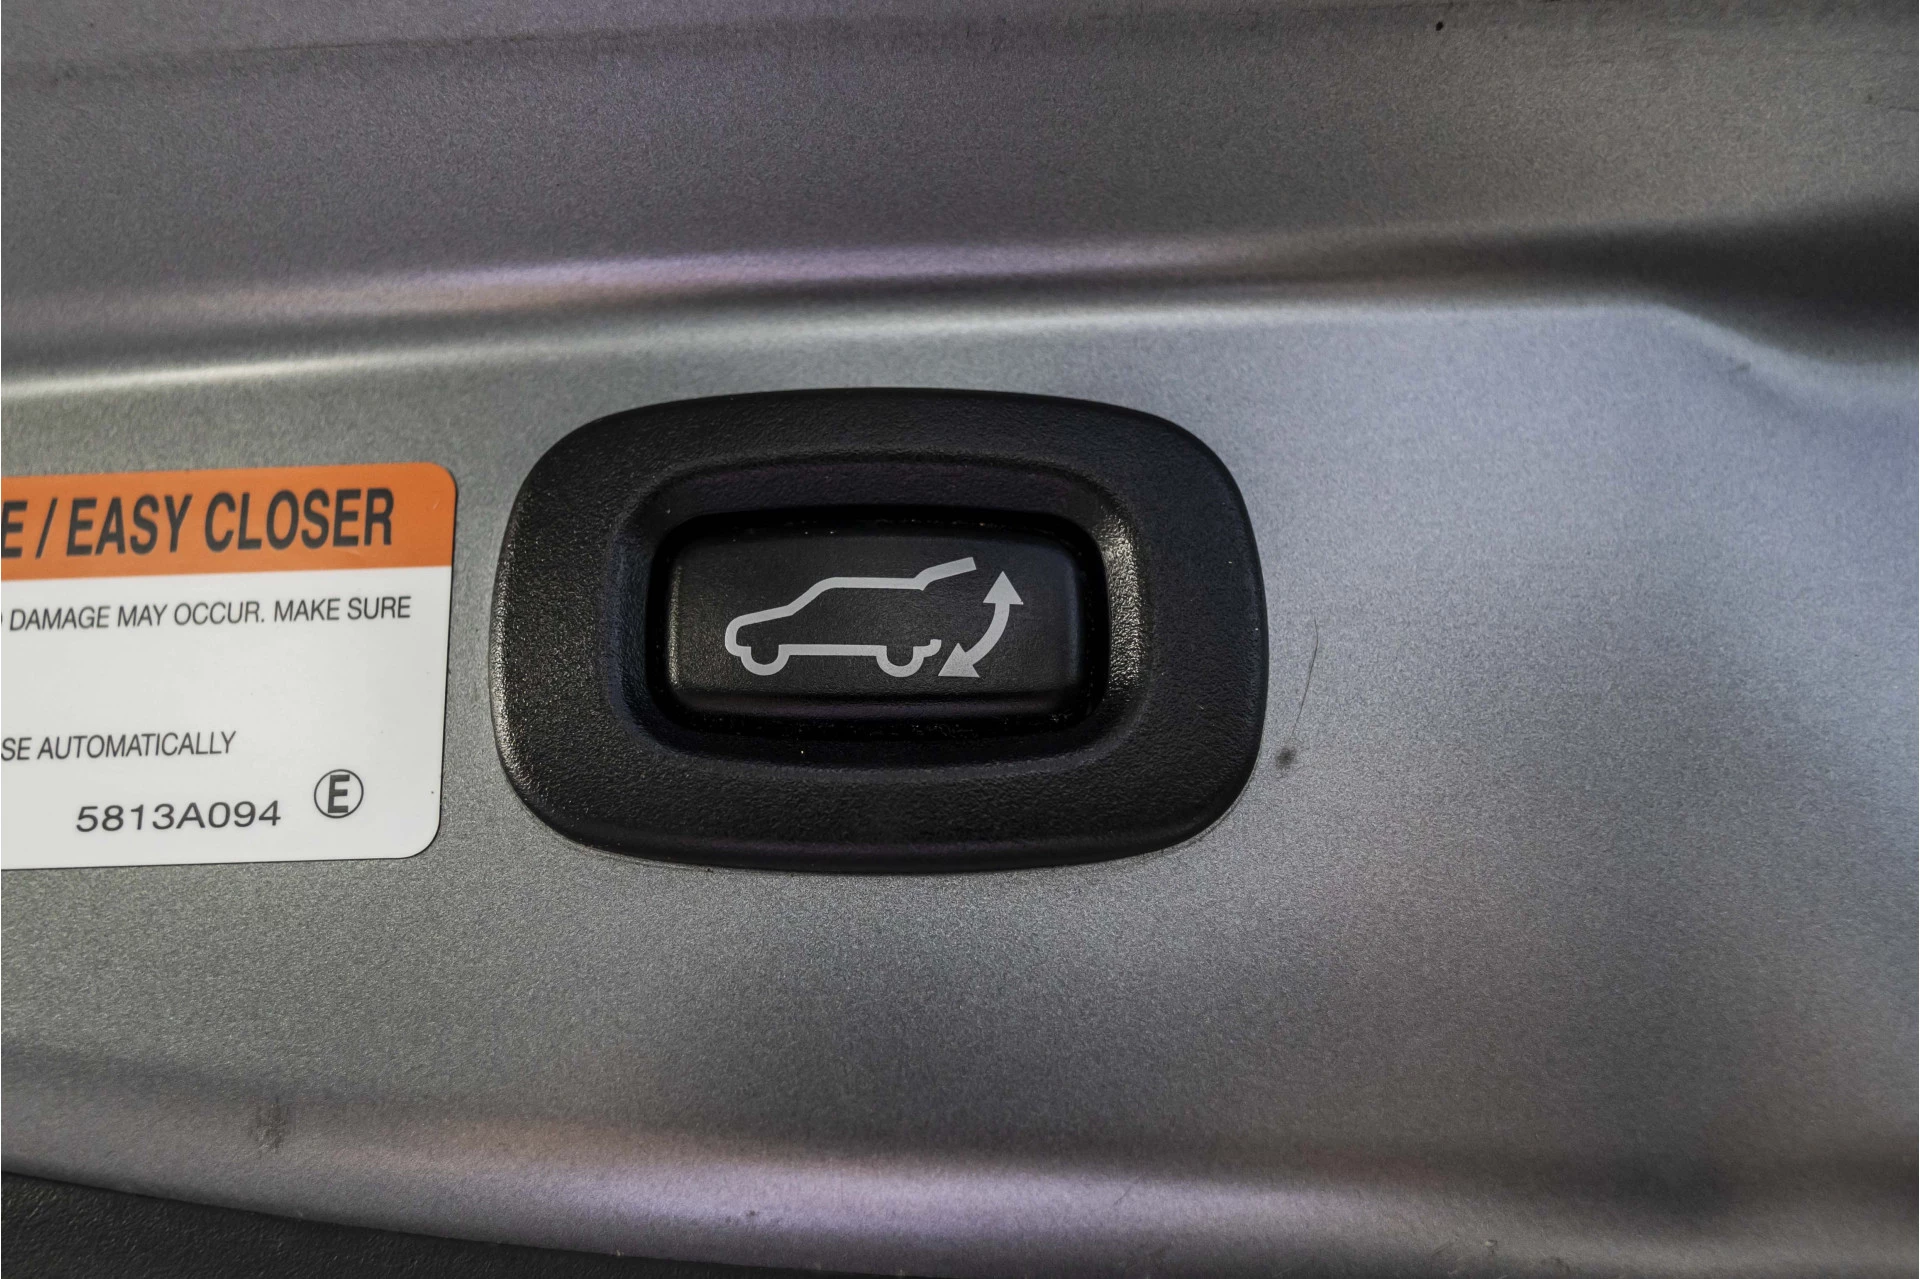 E / EASY CLOSER
DAMAGE MAY OCCUR. MAKE SURE
SE AUTOMATICALLY
5813A094 E